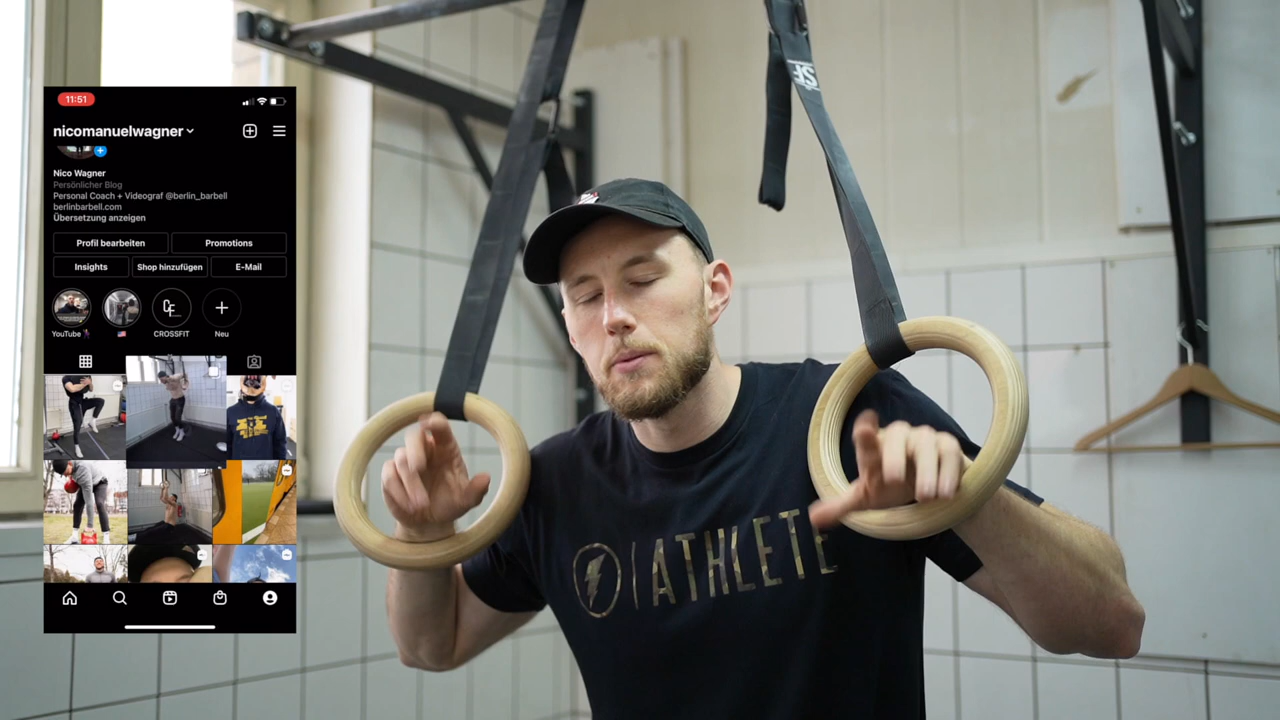 11:51
nicomanuelwagner
Nico Wagner
Persönlicher Blog
Personal Coach + Videograf @berlin_barbell
berlinbarbell.com
Übersetzung anzeigen
Profil bearbeiten
Promotions
Insights
Shop hinzufügen
E-Mail
YouTube
CROSSFIT
Neu
ATHLETE
SF